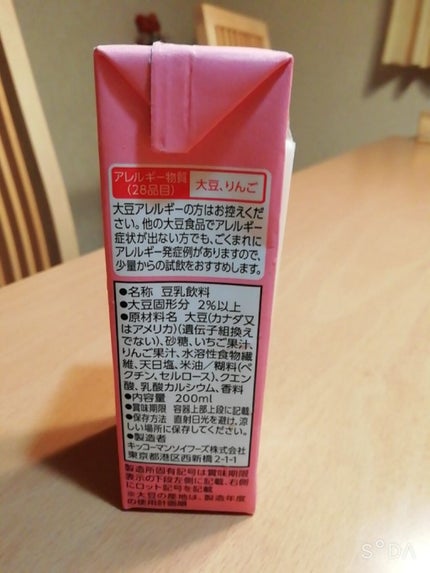 アレルギー物質
(28品目)
大豆、りんご
大豆アレルギーの方はお控えくだ
さい。他の大豆食品でアレルギー
症状が出ない方でも、ごくまれに
アレルギー発症例がありますので、
少量からの試飲をおすすめします。
●名称 豆乳飲料
●大豆固形分 2%以上
●原材料名 大豆(カナダ又
はアメリカ)(遺伝子組換え
でない)、砂糖、いちご果汁、
りんご果汁、水溶性食物繊
維、天日塩、米油/糊料(ペ
クチン、セルロース)、クエン
酸、乳酸カルシウム、香料
●内容量 200ml
●賞味期限 容器上部上段に記載
●保存方法 直射日光を避け、涼
しい場所に保存してください。
●製造者
キッコーマンソイフーズ株式会社
東京都港区西新橋2-1-1
製造所固有記号は賞味期限
表示の下段左側に記載、右側
にロット記号を記載
※大豆の産地は、製造年度
の使用計画順
SODA